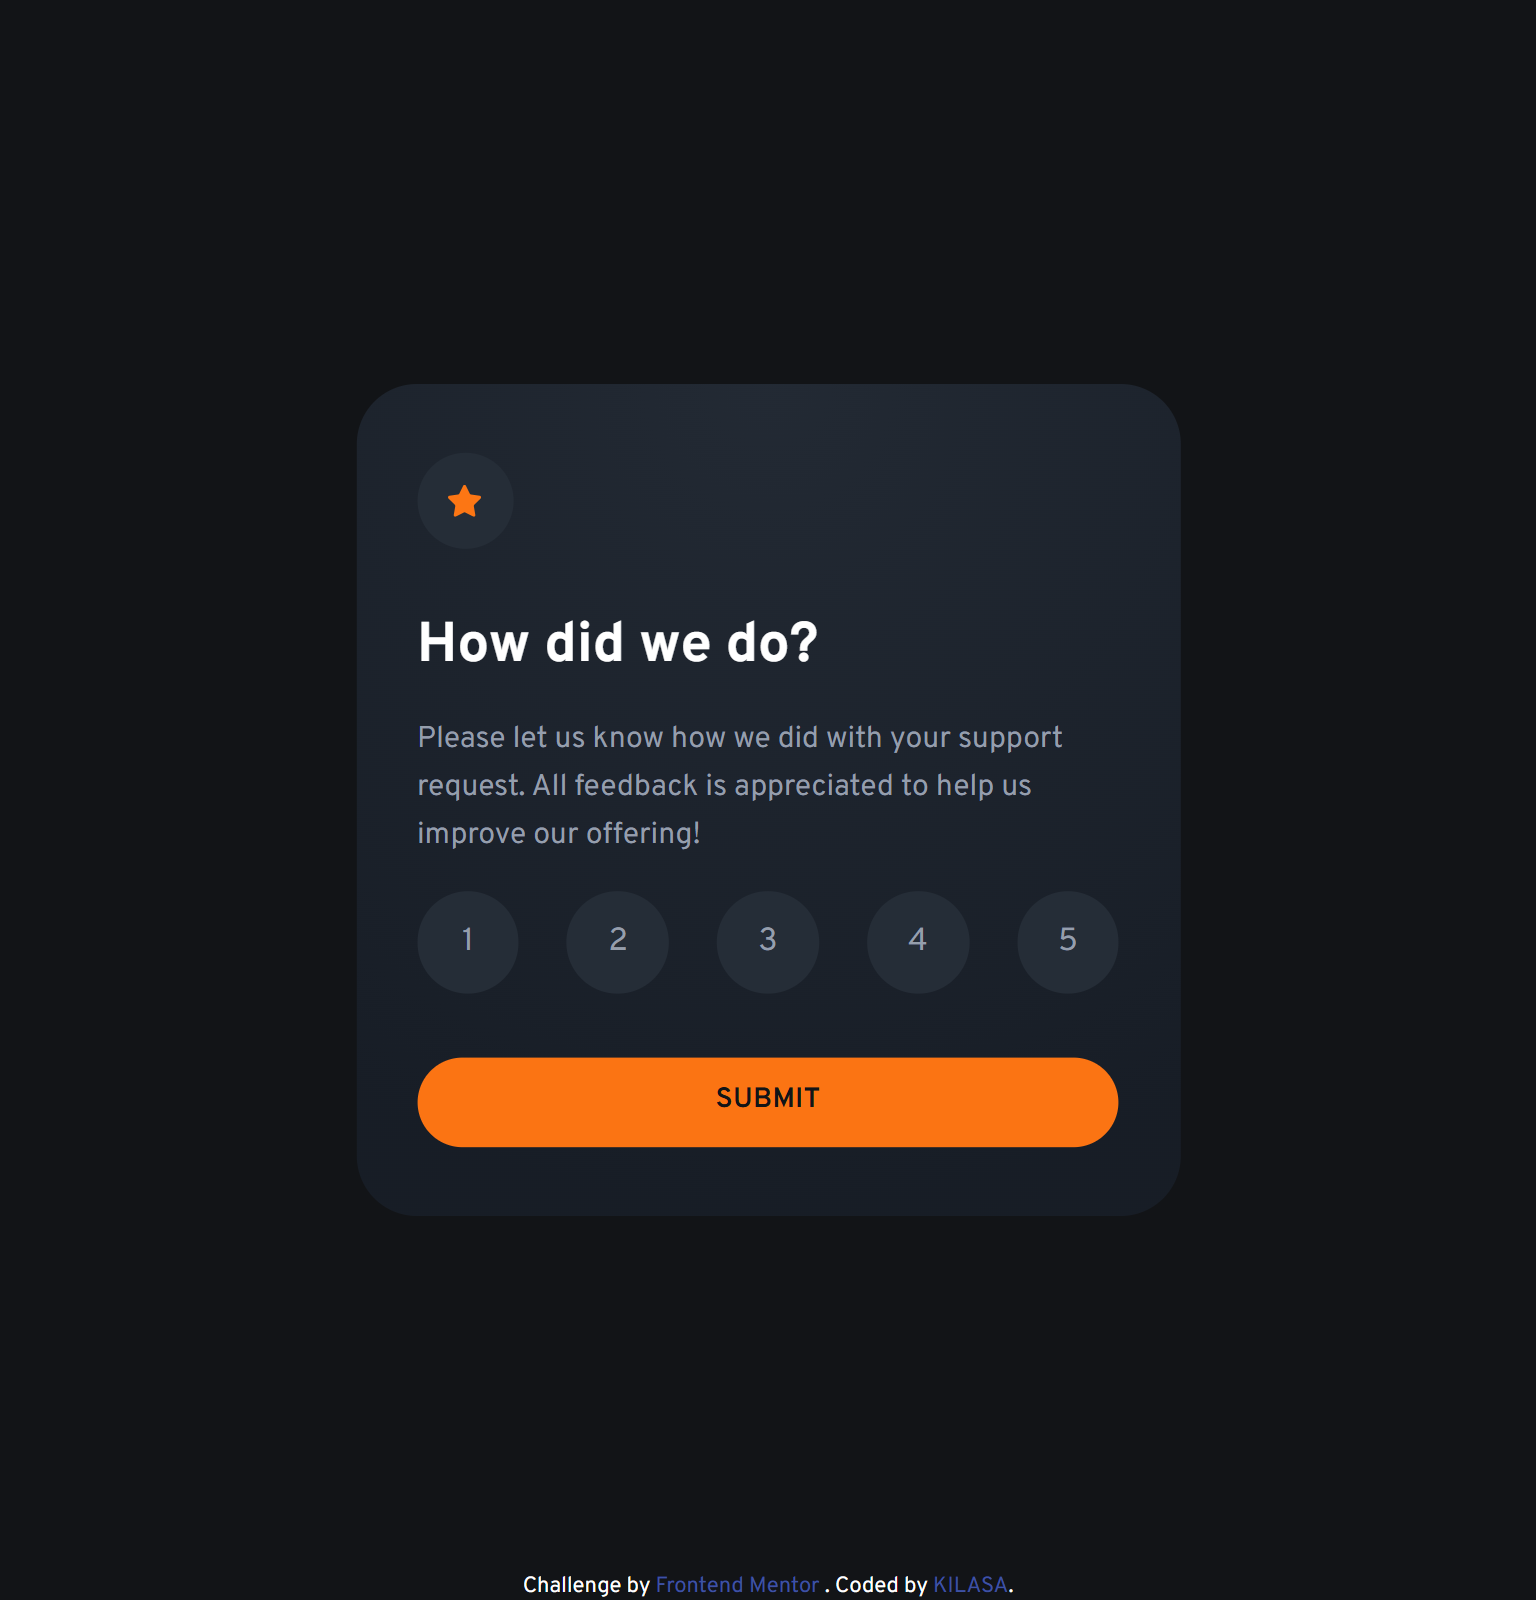 How did we do?
Please let us know how we did with your support
request. All feedback is appreciated to help us
improve our offering!
1 2 3 4 5
SUBMIT
Challenge by Frontend Mentor . Coded by KILASA.